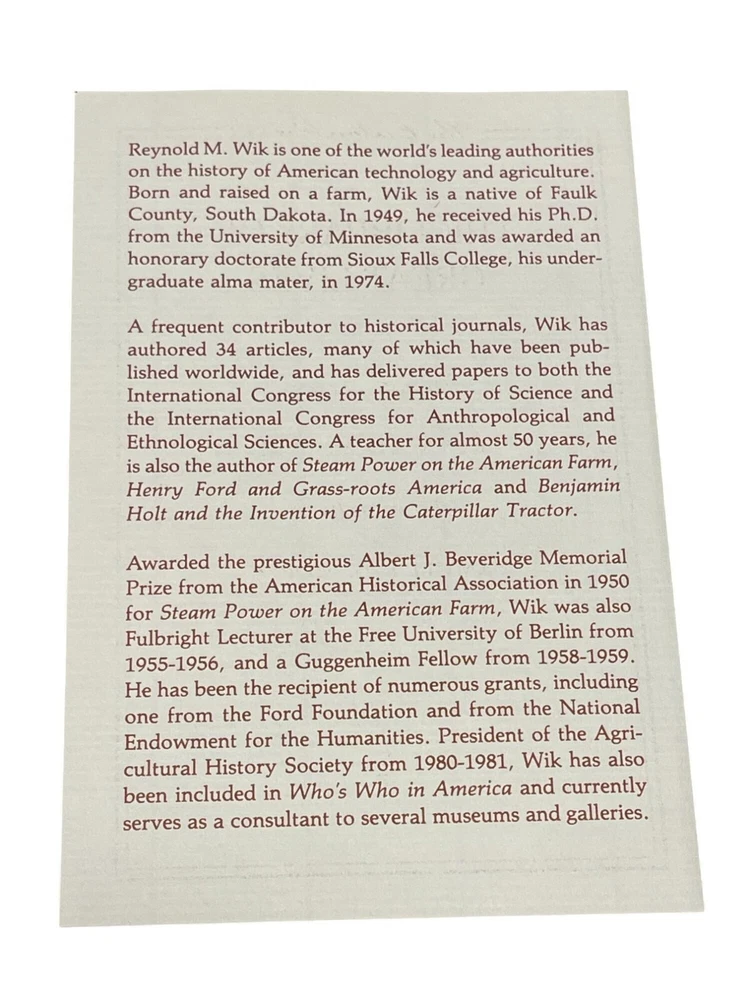 Reynold M. Wik is one of the world's leading authorities
on the history of American technology and agriculture.
Born and raised on a farm, Wik is a native of Faulk
County, South Dakota. In 1949, he received his Ph.D.
from the University of Minnesota and was awarded an
honorary doctorate from Sioux Falls College, his under-
graduate alma mater, in 1974.
A frequent contributor to historical journals, Wik has
authored 34 articles, many of which have been pub-
lished worldwide, and has delivered papers to both the
International Congress for the History of Science and
the International Congress for Anthropological and
Ethnological Sciences. A teacher for almost 50 years, he
is also the author of Steam Power on the American Farm,
Henry Ford and Grass-roots America and Benjamin
Holt and the Invention of the Caterpillar Tractor.
Awarded the prestigious Albert J. Beveridge Memorial
Prize from the American Historical Association in 1950
for Steam Power on the American Farm, Wik was also
Fulbright Lecturer at the Free University of Berlin from
1955-1956, and a Guggenheim Fellow from 1958-1959.
He has been the recipient of numerous grants, including
one from the Ford Foundation and from the National
Endowment for the Humanities. President of the Agri-
cultural History Society from 1980-1981, Wik has also
been included in Who's Who in America and currently
serves as a consultant to several museums and galleries.